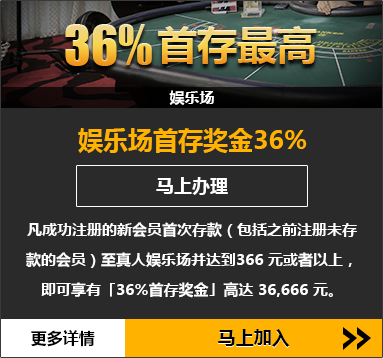 36%首存最高
娱乐场
娱乐场首存奖金36%
马上办理
凡成功注册的新会员首次存款（包括之前注册未存
款的会员）至真人娱乐场并达到366 元或者以上，
即可享有「36%首存奖金」高达 36,666 元。
更多详情
马上加入